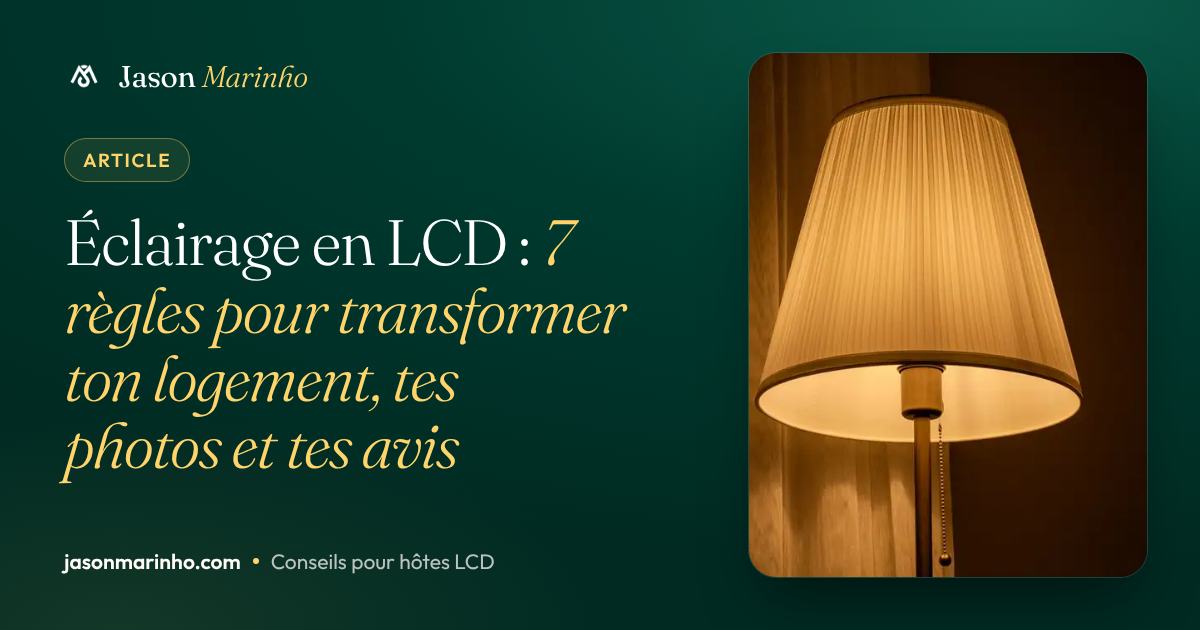 Jason Marinho
ARTICLE
Éclairage en LCD : 7
règles pour transformer
ton logement, tes
photos et tes avis
jasonmarinho.com • Conseils pour hôtes LCD